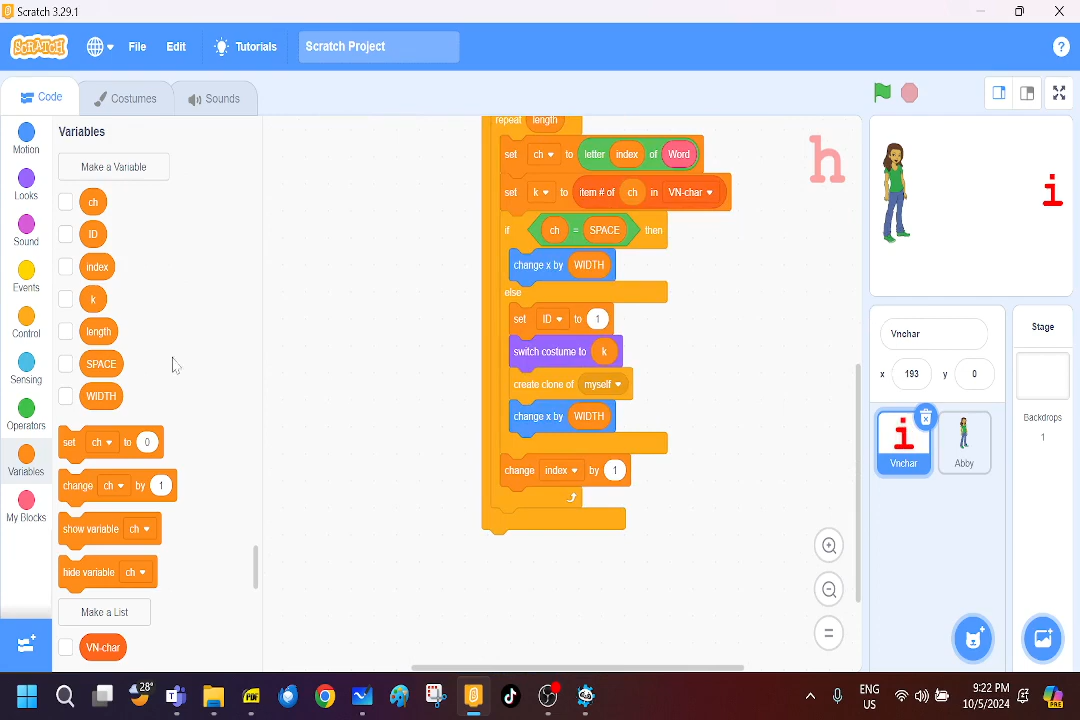 Scratch 3.29.1
SCRATCH File Edit Tutorials Scratch Project ?
Code Costumes Sounds
Motion
Looks
Sound
Events
Control
Sensing
Operators
Variables
My Blocks
Variables
Make a Variable
ch
ID
index
k
length
SPACE
WIDTH
set ch to 0
change ch by 1
show variable ch
hide variable ch
Make a List
VN-char
repeat length
set ch to letter index of Word
set k to item # of ch in VN-char
if ch = SPACE then
change x by WIDTH
else
set ID to 1
switch costume to k
create clone of myself
change x by WIDTH
change index by 1
h
i
Vnchar
x 193 y 0
i
Vnchar
Abby
Stage
Backdrops
1
28°
PDF
ENG
US
9:22 PM
10/5/2024
PRE